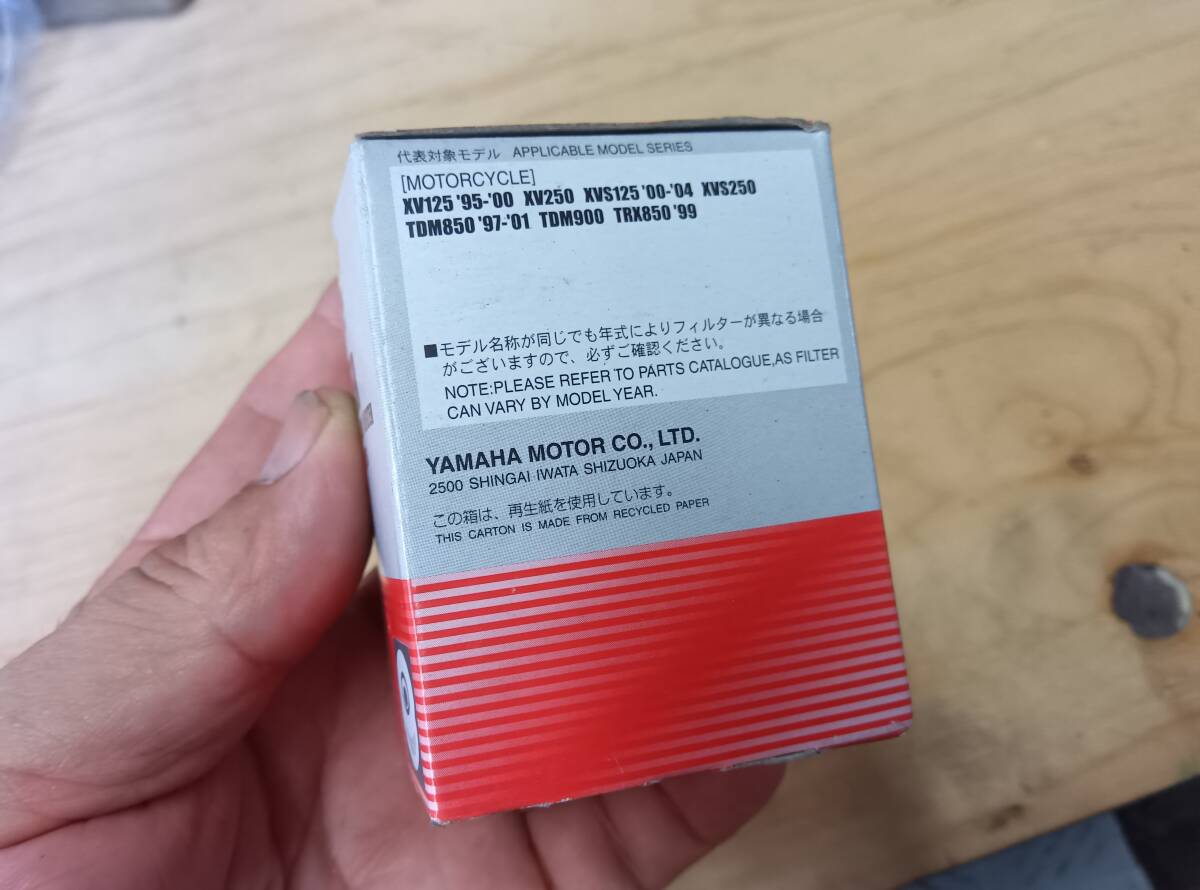 代表対象モデル APPLICABLE MODEL SERIES
[MOTORCYCLE]
XV125 '95-'00 XV250 XVS125 '00-'04 XVS250
TDM850 '97-'01 TDM900 TRX850 '99
■モデル名称が同じでも年式によりフィルターが異なる場合
がございますので、必ずご確認ください。
NOTE:PLEASE REFER TO PARTS CATALOGUE,AS FILTER
CAN VARY BY MODEL YEAR.
YAMAHA MOTOR CO., LTD.
2500 SHINGAI IWATA SHIZUOKA JAPAN
この箱は、再生紙を使用しています。
THIS CARTON IS MADE FROM RECYCLED PAPER